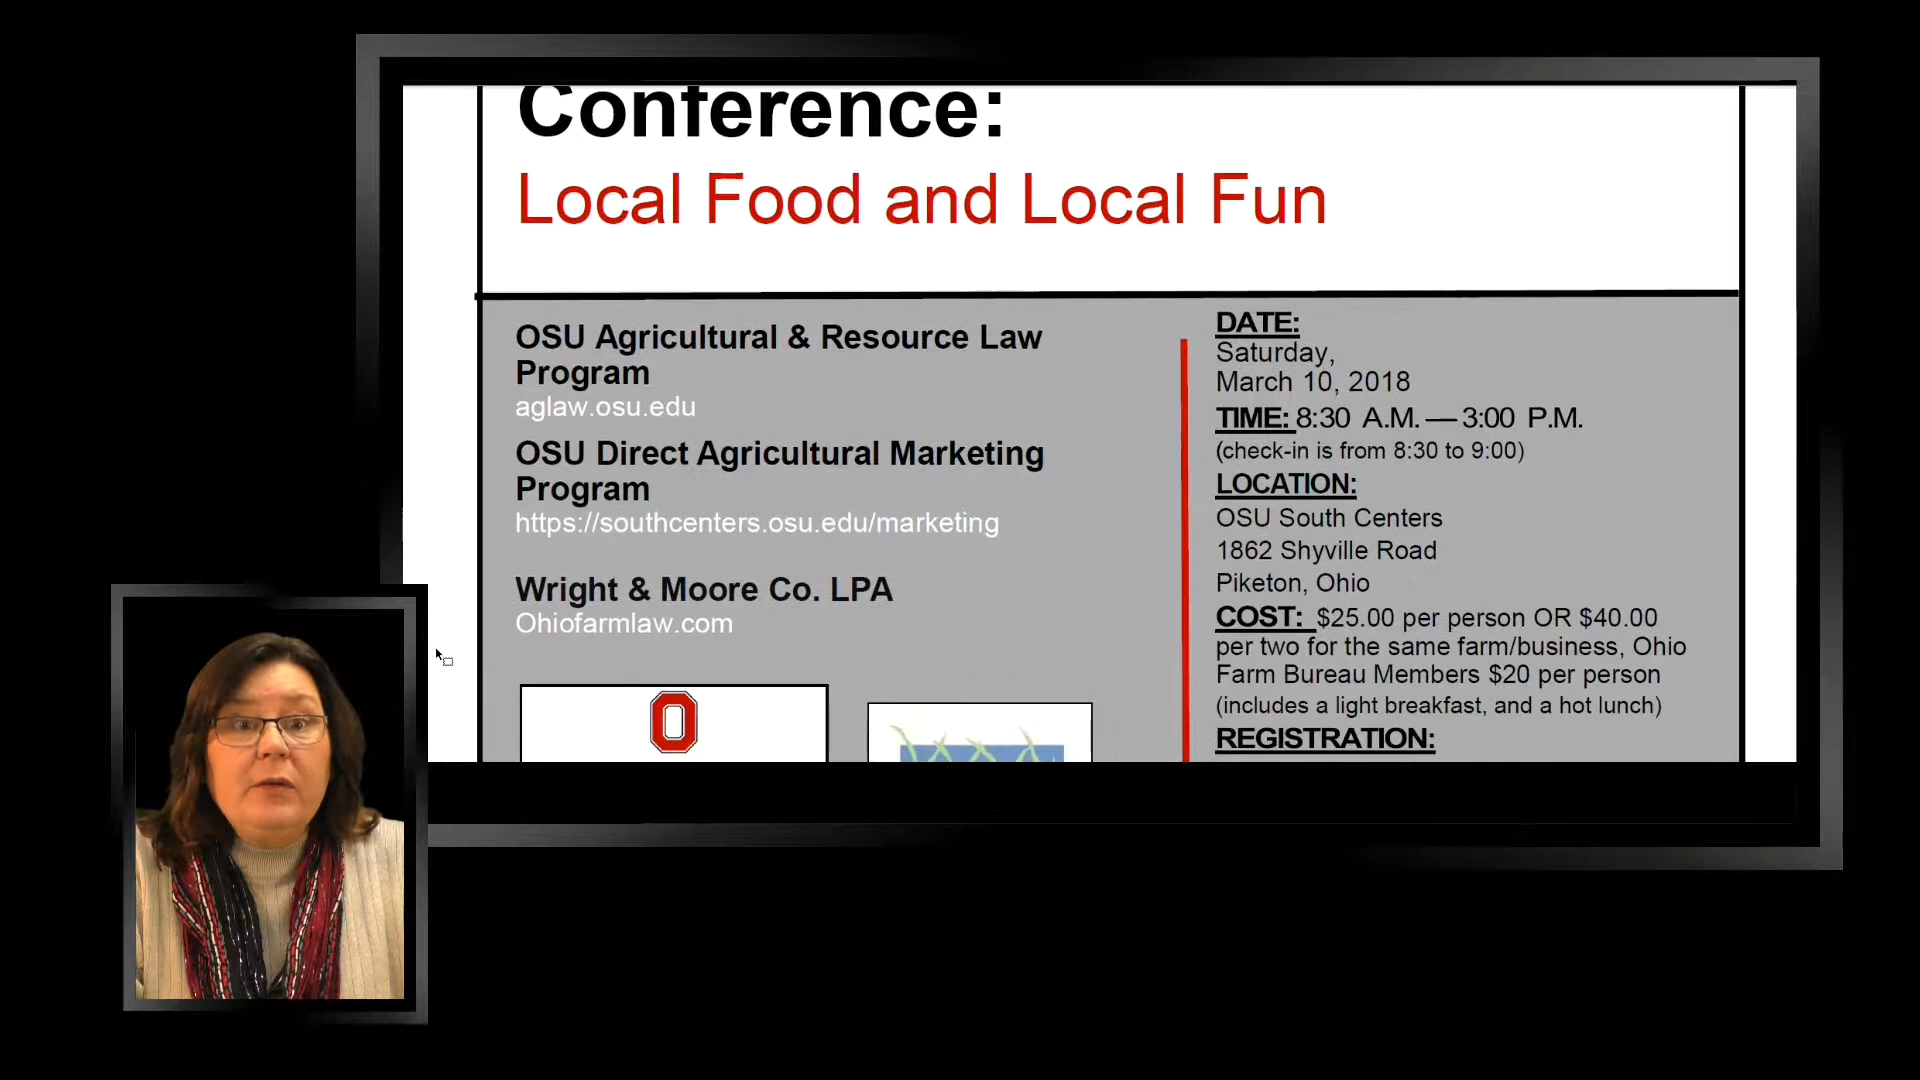 Conference:
Local Food and Local Fun
OSU Agricultural & Resource Law
Program
aglaw.osu.edu
OSU Direct Agricultural Marketing
Program
https://southcenters.osu.edu/marketing
Wright & Moore Co. LPA
Ohiofarmlaw.com
O
DATE:
Saturday,
March 10, 2018
TIME: 8:30 A.M. — 3:00 P.M.
(check-in is from 8:30 to 9:00)
LOCATION:
OSU South Centers
1862 Shyville Road
Piketon, Ohio
COST: $25.00 per person OR $40.00
per two for the same farm/business, Ohio
Farm Bureau Members $20 per person
(includes a light breakfast, and a hot lunch)
REGISTRATION: